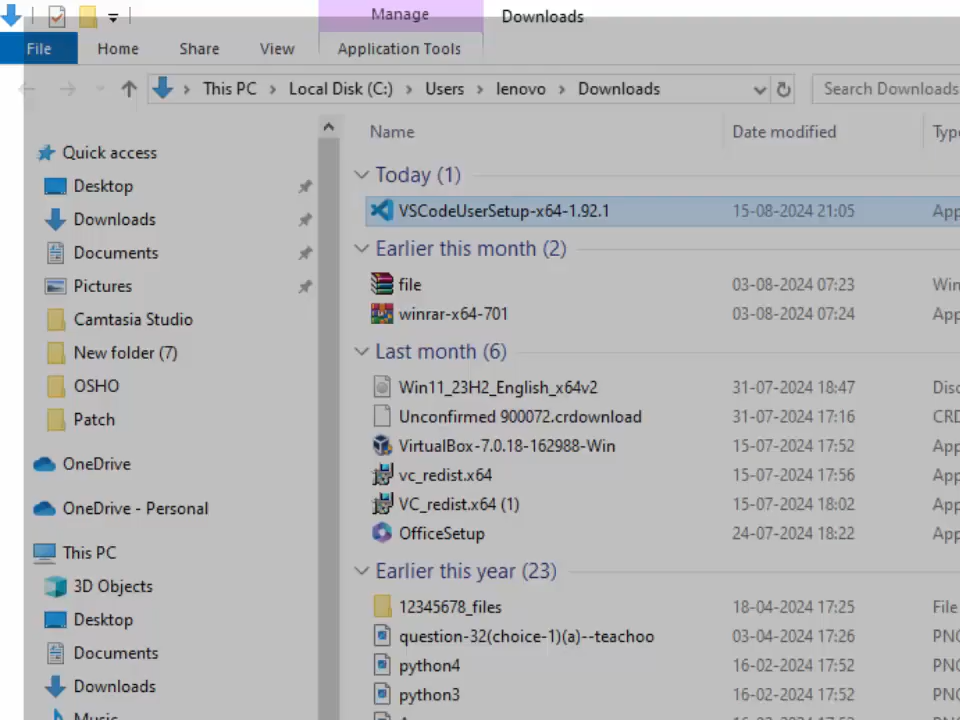 Manage
Downloads
File
Home
Share
View
Application Tools
This PC
Local Disk (C:)
Users
lenovo
Downloads
Search Downloads
Name
Date modified
Type
Quick access
Desktop
Downloads
Documents
Pictures
Camtasia Studio
New folder (7)
OSHO
Patch
OneDrive
OneDrive - Personal
This PC
3D Objects
Desktop
Documents
Downloads
Music
Today (1)
VSCodeUserSetup-x64-1.92.1 15-08-2024 21:05 App
Earlier this month (2)
file 03-08-2024 07:23 Win
winrar-x64-701 03-08-2024 07:24 App
Last month (6)
Win11_23H2_English_x64v2 31-07-2024 18:47 Disc
Unconfirmed 900072.crdownload 31-07-2024 17:16 CRD
VirtualBox-7.0.18-162988-Win 15-07-2024 17:52 App
vc_redist.x64 15-07-2024 17:56 App
VC_redist.x64 (1) 15-07-2024 18:02 App
OfficeSetup 24-07-2024 18:22 App
Earlier this year (23)
12345678_files 18-04-2024 17:25 File
question-32(choice-1)(a)--teachoo 03-04-2024 17:26 PNG
python4 16-02-2024 17:52 PNG
python3 16-02-2024 17:52 PNG